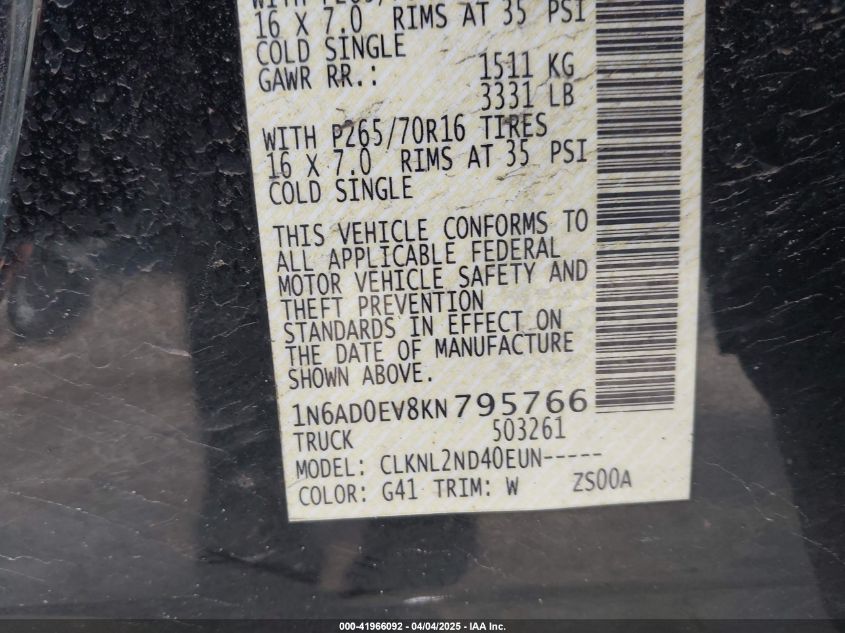 16 X 7.0 RIMS AT 35 PSI
COLD SINGLE
GAWR RR.: 1511 KG
3331 LB
WITH P265/70R16 TIRES
16 X 7.0 RIMS AT 35 PSI
COLD SINGLE
THIS VEHICLE CONFORMS TO
ALL APPLICABLE FEDERAL
MOTOR VEHICLE SAFETY AND
THEFT PREVENTION
STANDARDS IN EFFECT ON
THE DATE OF MANUFACTURE
SHOWN ABOVE.
1N6AD0EV8KN795766
TRUCK 503261
MODEL: CLKNL2ND40EUN-----
COLOR: G41 TRIM: W ZS00A
000-41966092 - 04/04/2025 - IAA Inc.